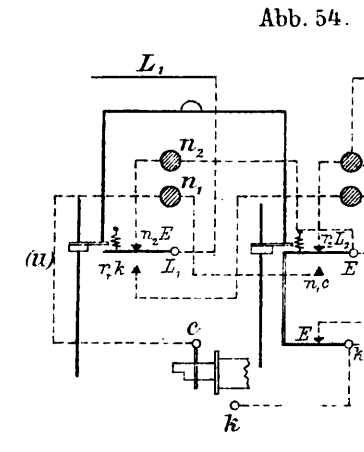 Abb. 54.
L₁
n₂
n₁
n₂E
r₁k
L₁
(u)
r₂L₂
E
n₁c
E
k
c
k